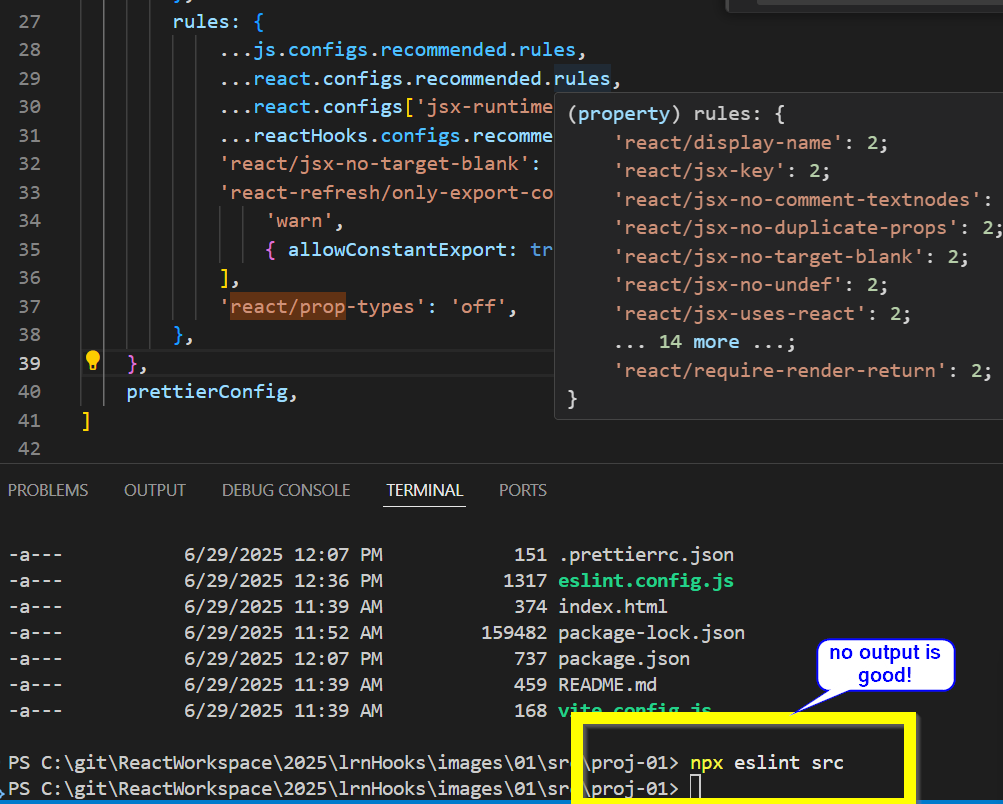 27 rules: {
28 ...js.configs.recommended.rules,
29 ...react.configs.recommended.rules,
30 ...react.configs['jsx-runtime
31 ...reactHooks.configs.recomme
32 'react/jsx-no-target-blank':
33 'react-refresh/only-export-co
34 'warn',
35 { allowConstantExport: tr
36 ],
37 'react/prop-types': 'off',
38 },
39 },
40 prettierConfig,
41 ]
42
(property) rules: {
'react/display-name': 2;
'react/jsx-key': 2;
'react/jsx-no-comment-textnodes':
'react/jsx-no-duplicate-props': 2;
'react/jsx-no-target-blank': 2;
'react/jsx-no-undef': 2;
'react/jsx-uses-react': 2;
... 14 more ...;
'react/require-render-return': 2;
}
PROBLEMS OUTPUT DEBUG CONSOLE TERMINAL PORTS
-a--- 6/29/2025 12:07 PM 151 .prettierrc.json
-a--- 6/29/2025 12:36 PM 1317 eslint.config.js
-a--- 6/29/2025 11:39 AM 374 index.html
-a--- 6/29/2025 11:52 AM 159482 package-lock.json
-a--- 6/29/2025 12:07 PM 737 package.json
-a--- 6/29/2025 11:39 AM 459 README.md
-a--- 6/29/2025 11:39 AM 168 vite.config.js
no output is
good!
PS C:\git\ReactWorkspace\2025\lrnHooks\images\01\src\proj-01> npx eslint src
PS C:\git\ReactWorkspace\2025\lrnHooks\images\01\src\proj-01>